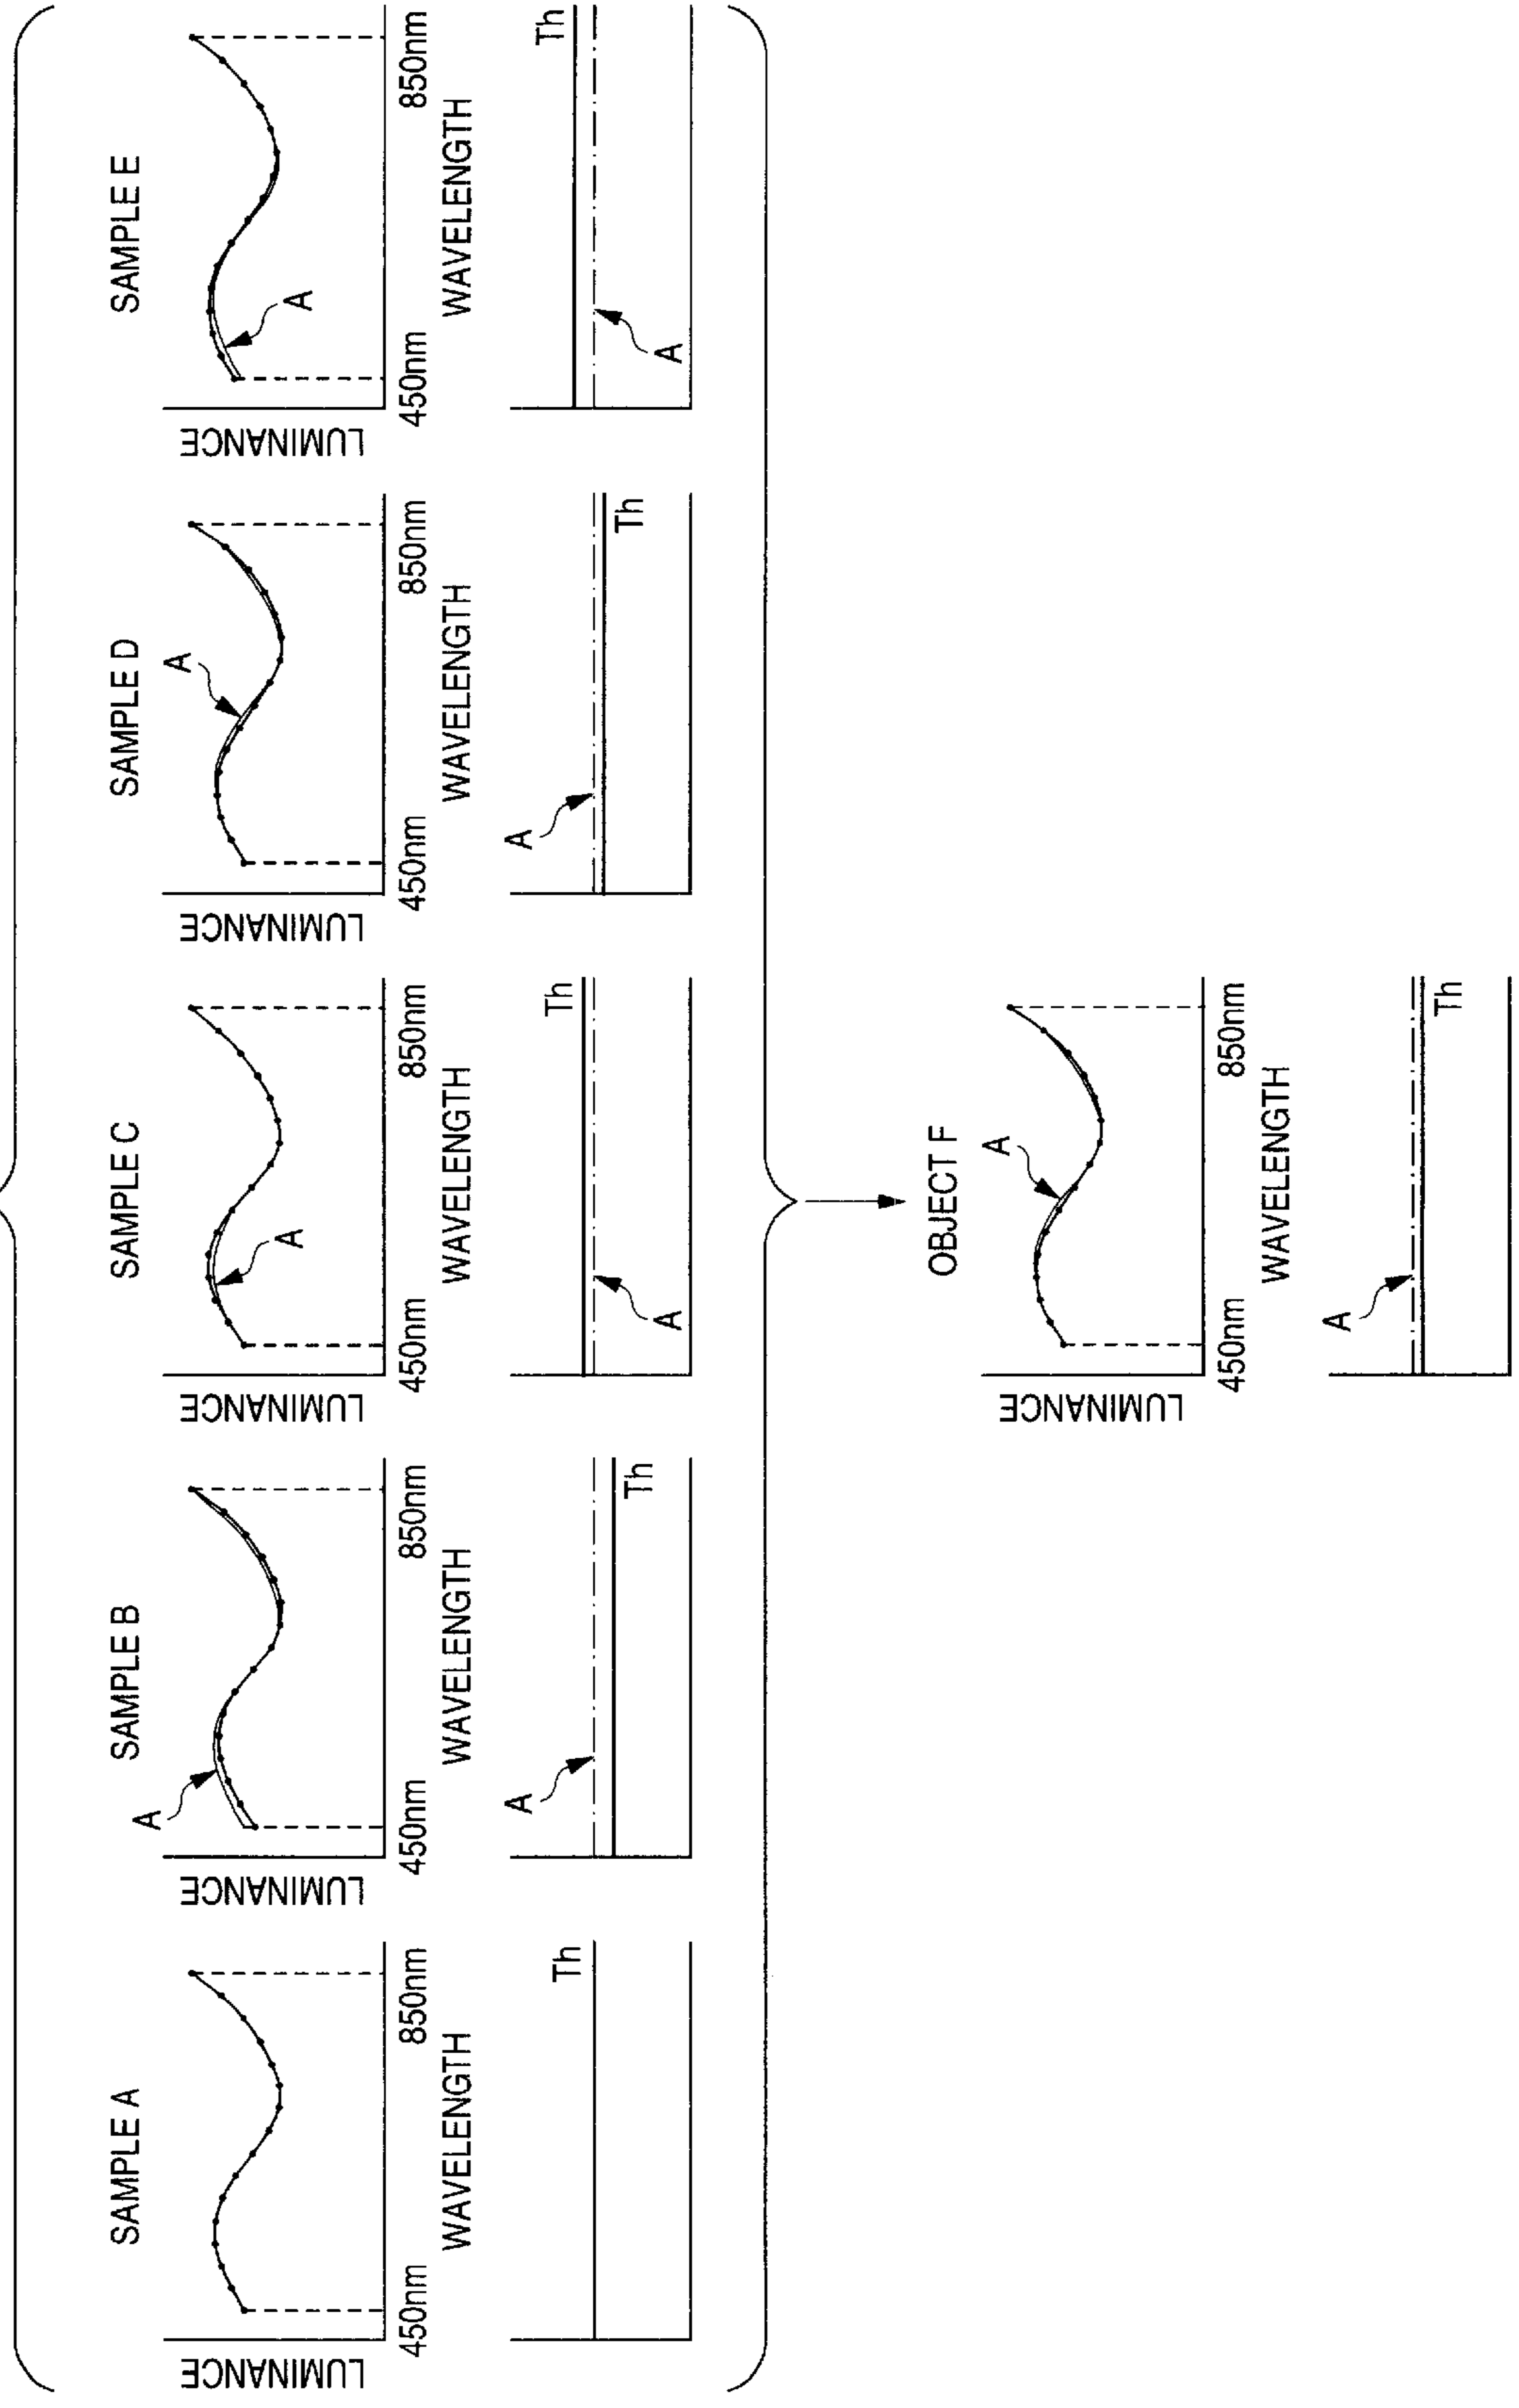 SAMPLE A
LUMINANCE
450nm
850nm
WAVELENGTH
Th
SAMPLE B
A
LUMINANCE
450nm
850nm
WAVELENGTH
A
Th
SAMPLE C
A
LUMINANCE
450nm
850nm
WAVELENGTH
Th
A
SAMPLE D
A
LUMINANCE
450nm
850nm
WAVELENGTH
A
Th
SAMPLE E
A
LUMINANCE
450nm
850nm
WAVELENGTH
Th
A
OBJECT F
A
LUMINANCE
450nm
850nm
WAVELENGTH
A
Th